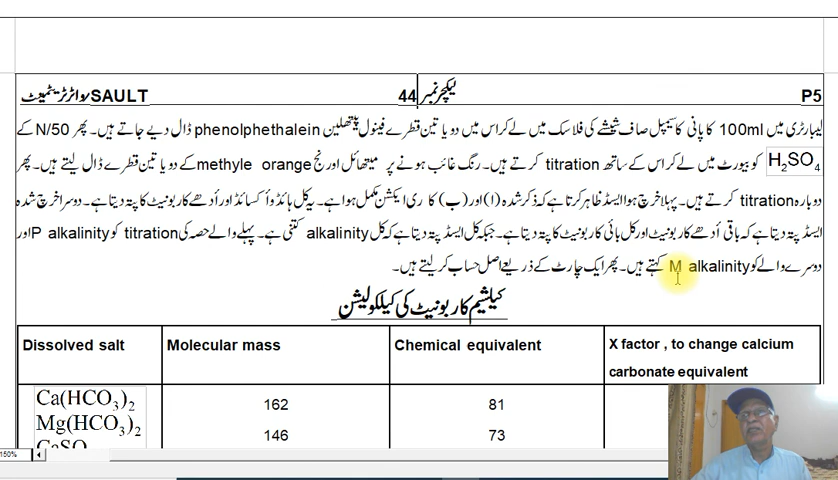 P5 لیکچر نمبر 44 SAULT واٹر ٹریٹمیٹ
لیبارٹری میں 100ml کا پانی کا سیمپل صاف شیشے کی فلاسک میں لے کر اس میں دو یا تین قطرے فینول پیتھلین phenolphethalein ڈال دیے جاتے ہیں۔ پھر N/50 کے
H2SO4 کو بیورٹ میں لے کر اس کے ساتھ titration کرتے ہیں۔ رنگ غائب ہونے پر میتھائل اورنج methyle orange کے دو یا تین قطرے ڈال لیتے ہیں۔ پھر
دوبارہ titration کرتے ہیں۔ پہلا خرچ ہوا ایسڈ ظاہر کرتا ہے کہ ذکر شدہ (ا) اور (ب) کا ری ایکشن مکمل ہوا ہے۔ یہ کل ہائڈرو أکسائڈ اور أدھے کاربونیٹ کا پتہ دیتا ہے۔ دوسرا خرچ شدہ
ایسڈ پتہ دیتا ہے کہ باقی أدھے کاربونیٹ اور کل بائی کاربونیٹ کا پتہ دیتا ہے۔ جبکہ کل ایسڈ پتہ دیتا ہے کہ کل alkalinity کتنی ہے۔ پہلے والے حصہ کی titration کو P alkalinity اور
دوسرے والے کو M alkalinity کہتے ہیں۔ پھر ایک چارٹ کے ذریعے اصل حساب کر لیتے ہیں۔
کیلشیم کاربونیٹ کی کیلکولیشن
Dissolved salt Molecular mass Chemical equivalent X factor , to change calcium
carbonate equivalent
Ca(HCO3)2 162 81
Mg(HCO3)2 146 73
CaSO
150%